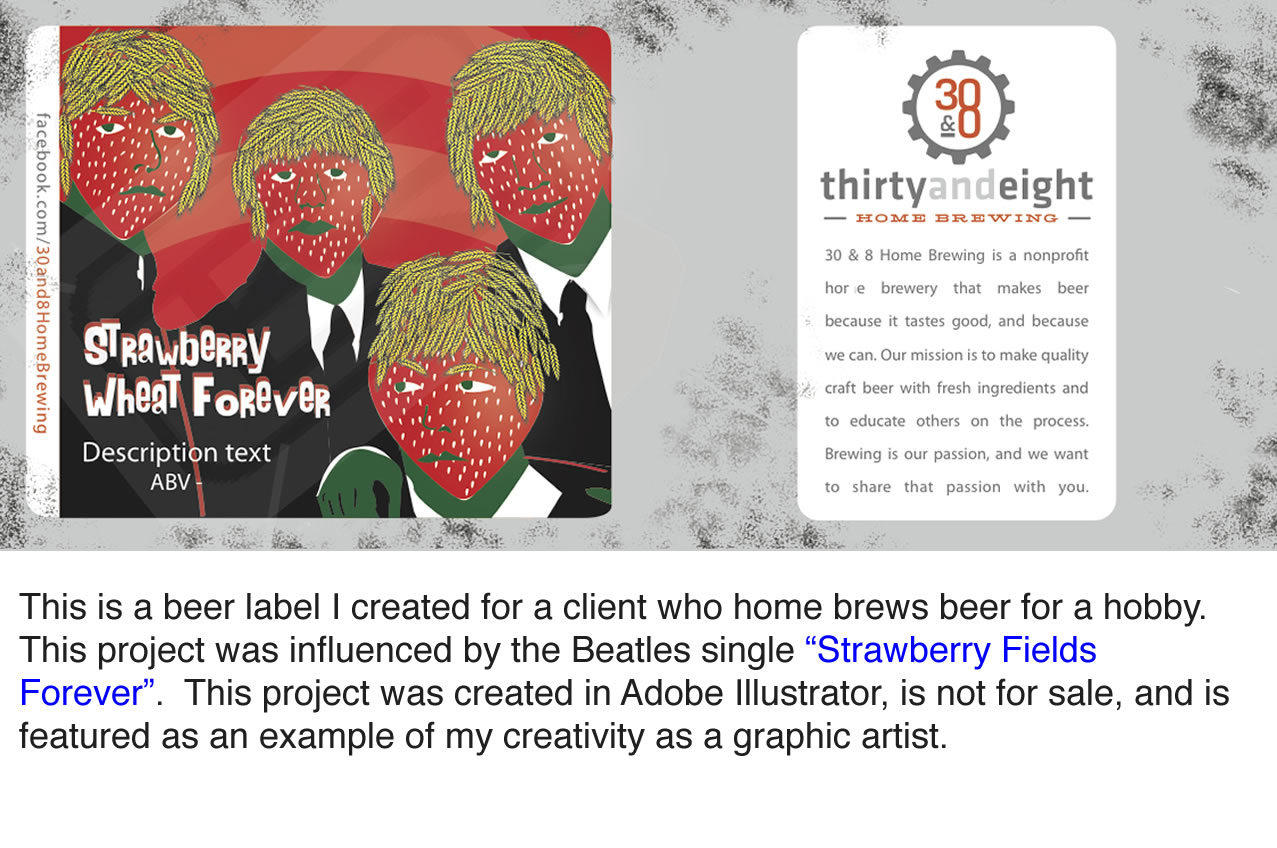 facebook.com/30and8HomeBrewing
Strawberry
Wheat Forever
Description text
ABV -
30
&8
thirtyandeight
HOME BREWING
30 & 8 Home Brewing is a nonprofit
brewery that makes beer
because it tastes good, and because
we can. Our mission is to make quality
craft beer with fresh ingredients and
to educate others on the process.
Brewing is our passion, and we want
to share that passion with you.
This is a beer label I created for a client who home brews beer for a hobby.
This project was influenced by the Beatles single “Strawberry Fields
Forever”.  This project was created in Adobe Illustrator, is not for sale, and is
featured as an example of my creativity as a graphic artist.